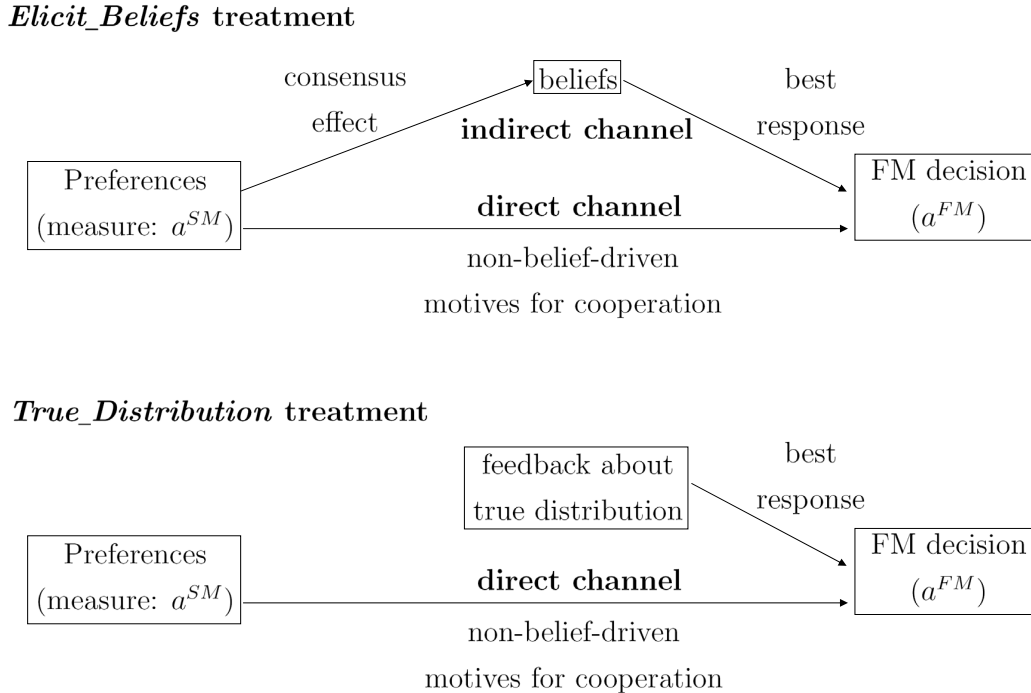 Elicit_Beliefs treatment
consensus
effect
beliefs
best
response
indirect channel
Preferences
(measure: a^{SM})
direct channel
FM decision
(a^{FM})
non-belief-driven
motives for cooperation
True_Distribution treatment
feedback about
true distribution
best
response
Preferences
(measure: a^{SM})
direct channel
FM decision
(a^{FM})
non-belief-driven
motives for cooperation